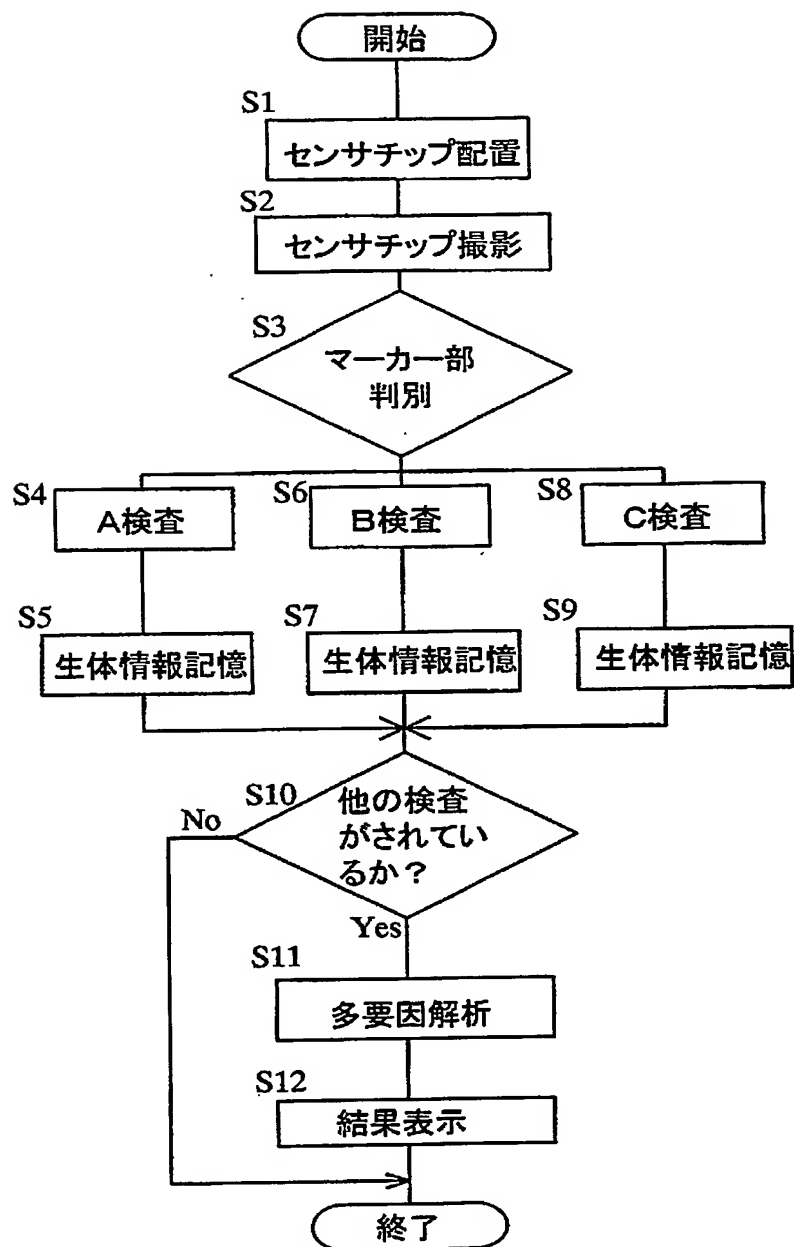 開始
S1
センサチップ配置
S2
センサチップ撮影
S3
マーカー部
判別
S4
A検査
S6
B検査
S8
C検査
S5
生体情報記憶
S7
生体情報記憶
S9
生体情報記憶
S10
他の検査
がされてい
るか？
No
Yes
S11
多要因解析
S12
結果表示
終了